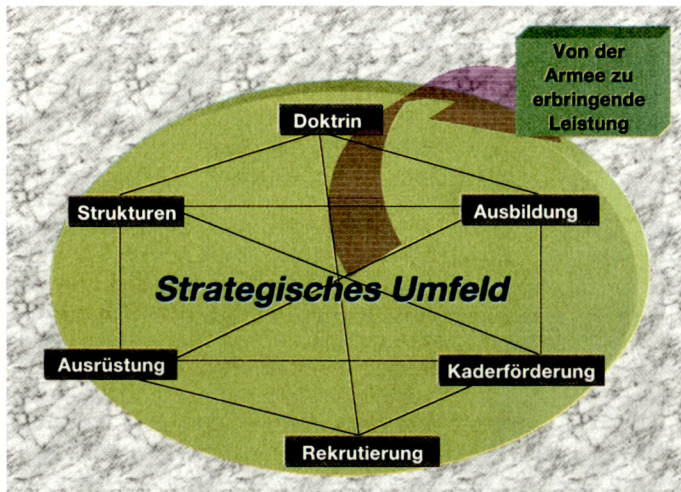 Von der
Armee zu
erbringende
Leistung
Doktrin
Strukturen
Ausbildung
Strategisches Umfeld
Ausrüstung
Kaderförderung
Rekrutierung